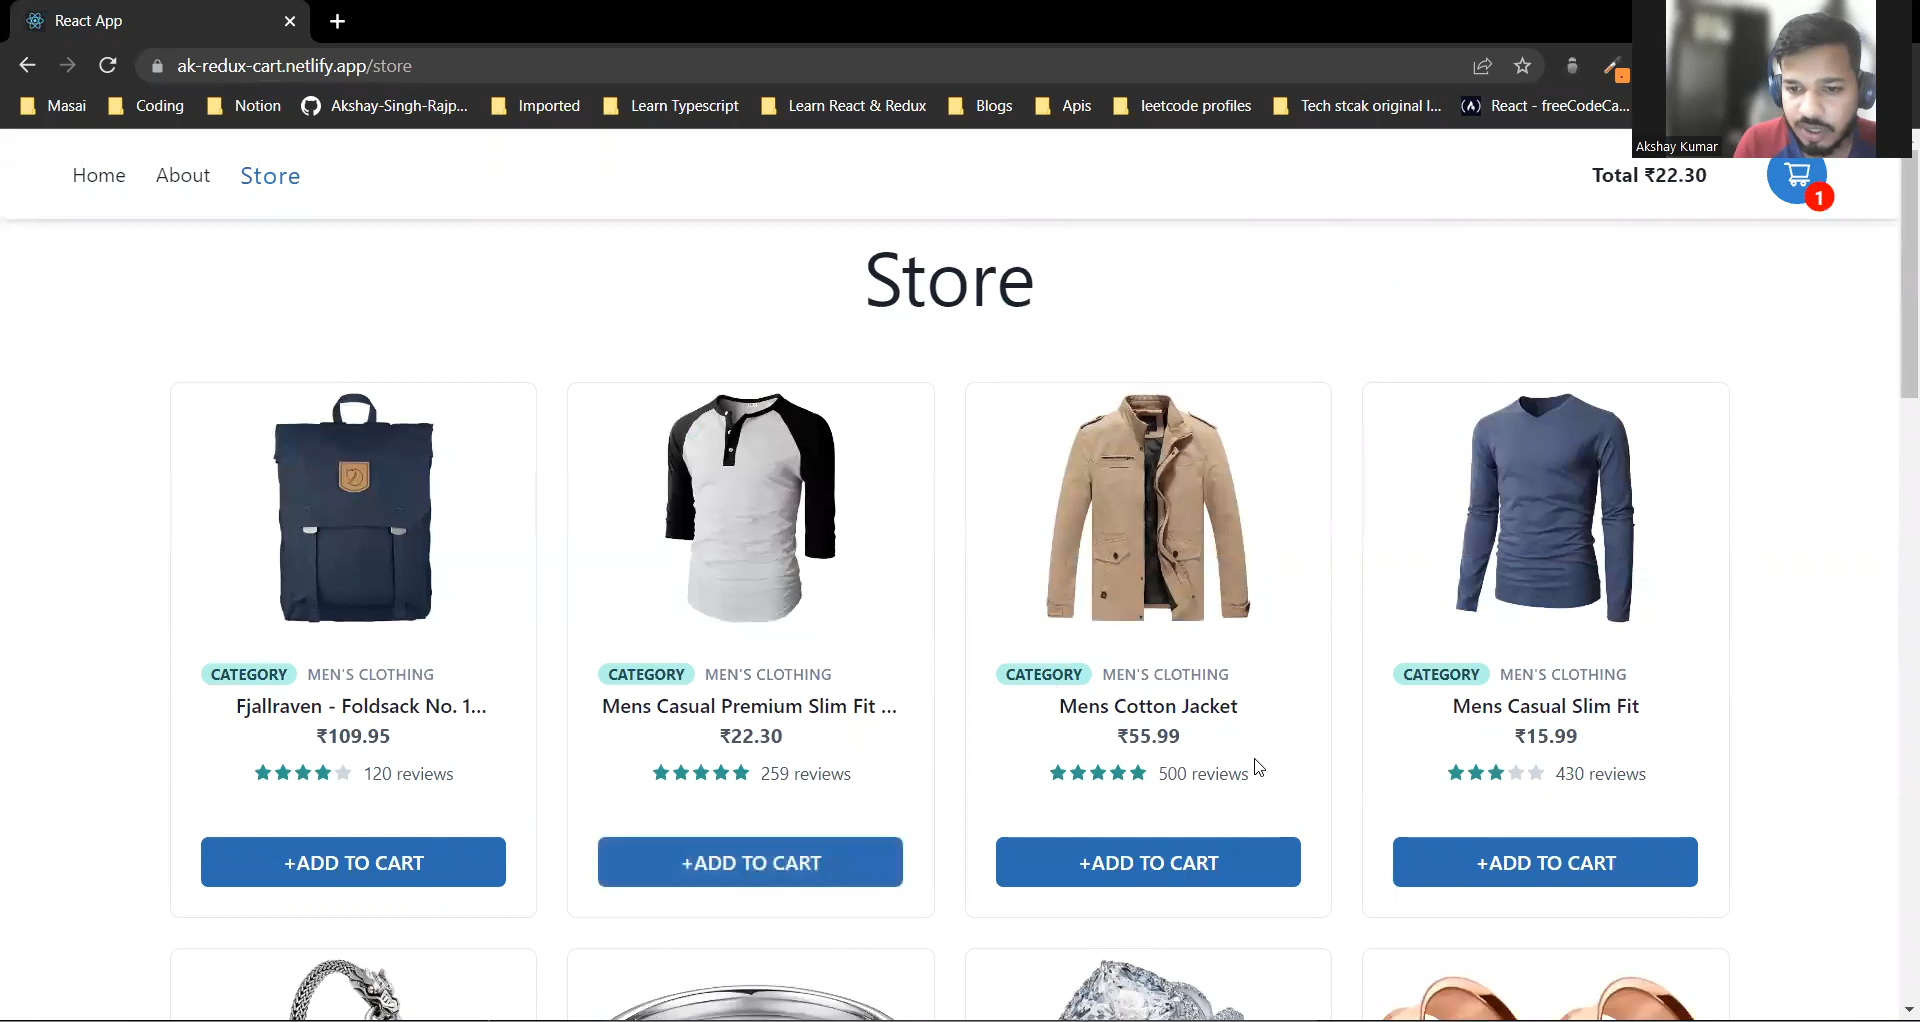 React App
ak-redux-cart.netlify.app/store
Masai Coding Notion Akshay-Singh-Rajp... Imported Learn Typescript Learn React & Redux Blogs Apis leetcode profiles Tech stcak original l... React - freeCodeCa...
Akshay Kumar
Home About Store Total ₹22.30 1
Store
CATEGORY MEN'S CLOTHING
Fjallraven - Foldsack No. 1...
₹109.95
120 reviews
+ADD TO CART
CATEGORY MEN'S CLOTHING
Mens Casual Premium Slim Fit ...
₹22.30
259 reviews
+ADD TO CART
CATEGORY MEN'S CLOTHING
Mens Cotton Jacket
₹55.99
500 reviews
+ADD TO CART
CATEGORY MEN'S CLOTHING
Mens Casual Slim Fit
₹15.99
430 reviews
+ADD TO CART